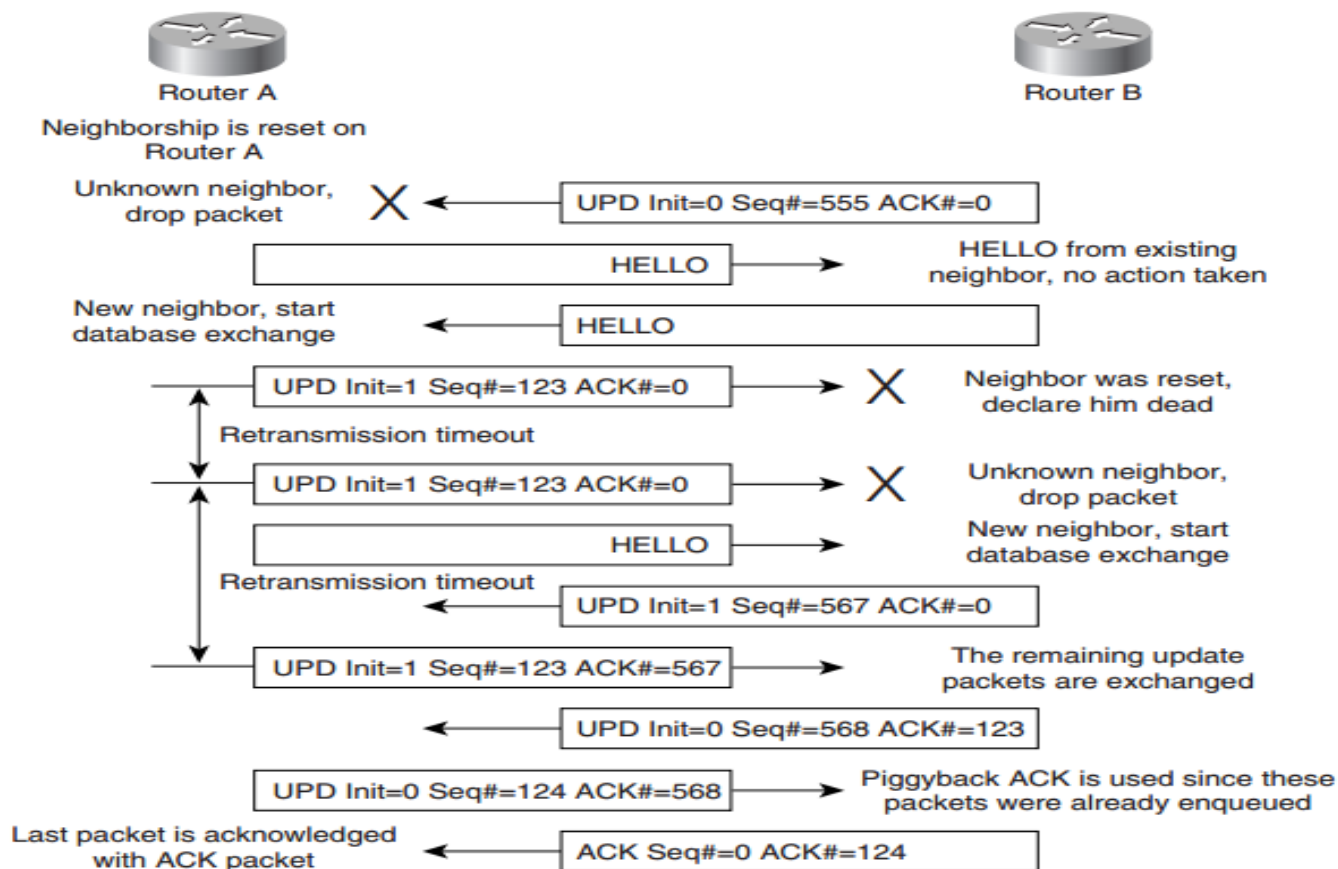 Router A
Router B
Neighborship is reset on
Router A
Unknown neighbor,
drop packet
UPD Init=0 Seq#=555 ACK#=0
HELLO
HELLO from existing
neighbor, no action taken
New neighbor, start
database exchange
HELLO
UPD Init=1 Seq#=123 ACK#=0
Neighbor was reset,
declare him dead
Retransmission timeout
UPD Init=1 Seq#=123 ACK#=0
Unknown neighbor,
drop packet
HELLO
New neighbor, start
database exchange
Retransmission timeout
UPD Init=1 Seq#=567 ACK#=0
UPD Init=1 Seq#=123 ACK#=567
The remaining update
packets are exchanged
UPD Init=0 Seq#=568 ACK#=123
UPD Init=0 Seq#=124 ACK#=568
Piggyback ACK is used since these
packets were already enqueued
Last packet is acknowledged
with ACK packet
ACK Seq#=0 ACK#=124